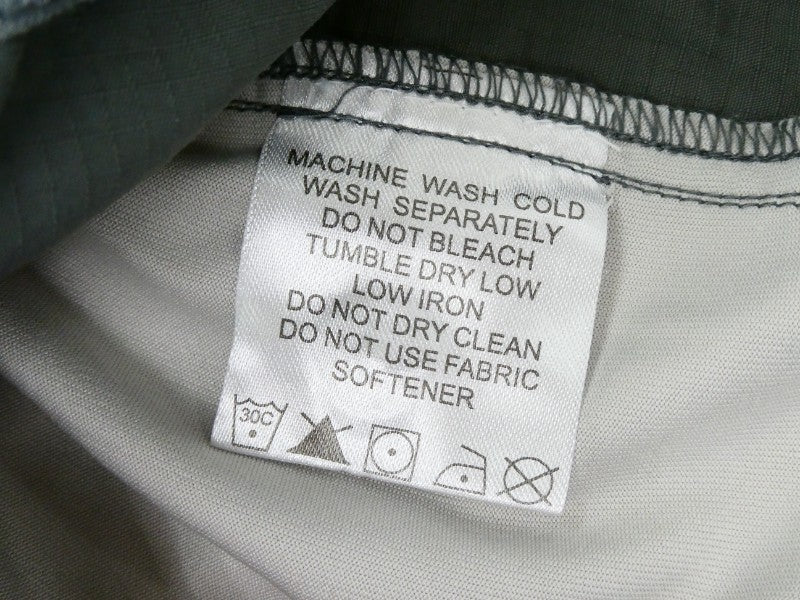 MACHINE WASH COLD
WASH SEPARATELY
DO NOT BLEACH
TUMBLE DRY LOW
LOW IRON
DO NOT DRY CLEAN
DO NOT USE FABRIC
SOFTENER
30C